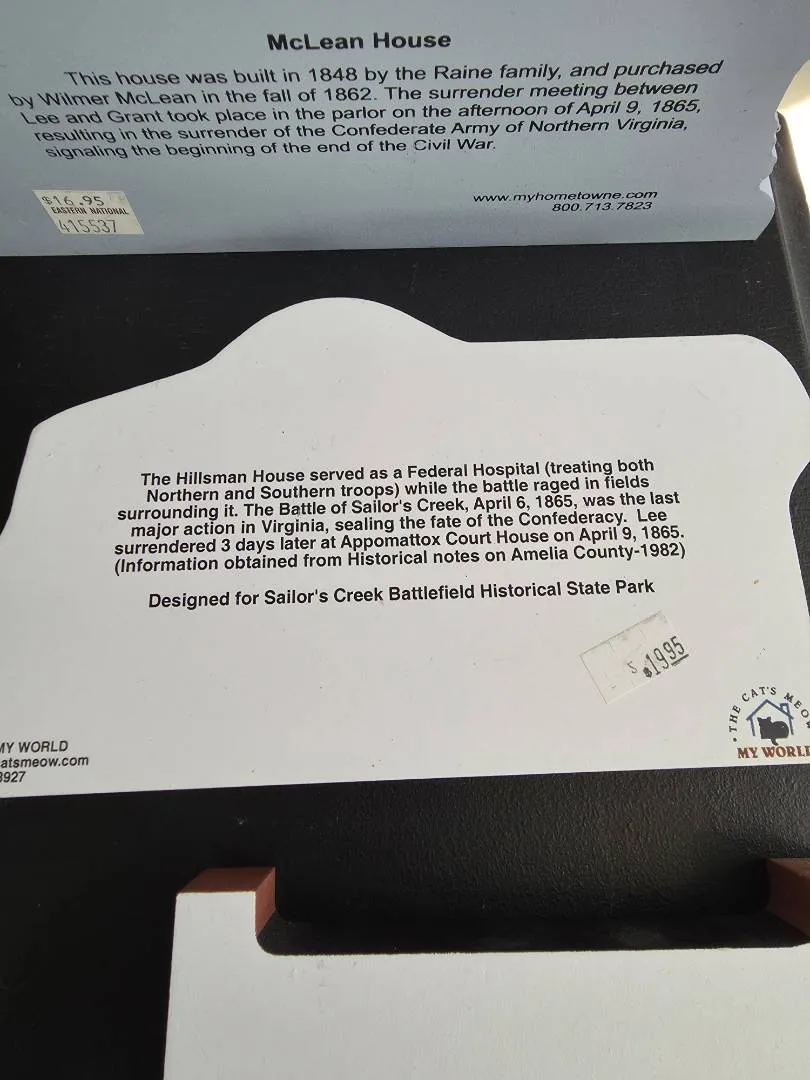 McLean House
This house was built in 1848 by the Raine family, and purchased
by Wilmer McLean in the fall of 1862. The surrender meeting between
Lee and Grant took place in the parlor on the afternoon of April 9, 1865,
resulting in the surrender of the Confederate Army of Northern Virginia,
signaling the beginning of the end of the Civil War.
$16.95
EASTERN NATIONAL
415537
www.myhometowne.com
800.713.7823
The Hillsman House served as a Federal Hospital (treating both
Northern and Southern troops) while the battle raged in fields
surrounding it. The Battle of Sailor's Creek, April 6, 1865, was the last
major action in Virginia, sealing the fate of the Confederacy. Lee
surrendered 3 days later at Appomattox Court House on April 9, 1865.
(Information obtained from Historical notes on Amelia County-1982)
Designed for Sailor's Creek Battlefield Historical State Park
$19.95
MY WORLD
atsmeow.com
3927
THE CAT'S MEOW
MY WORLD